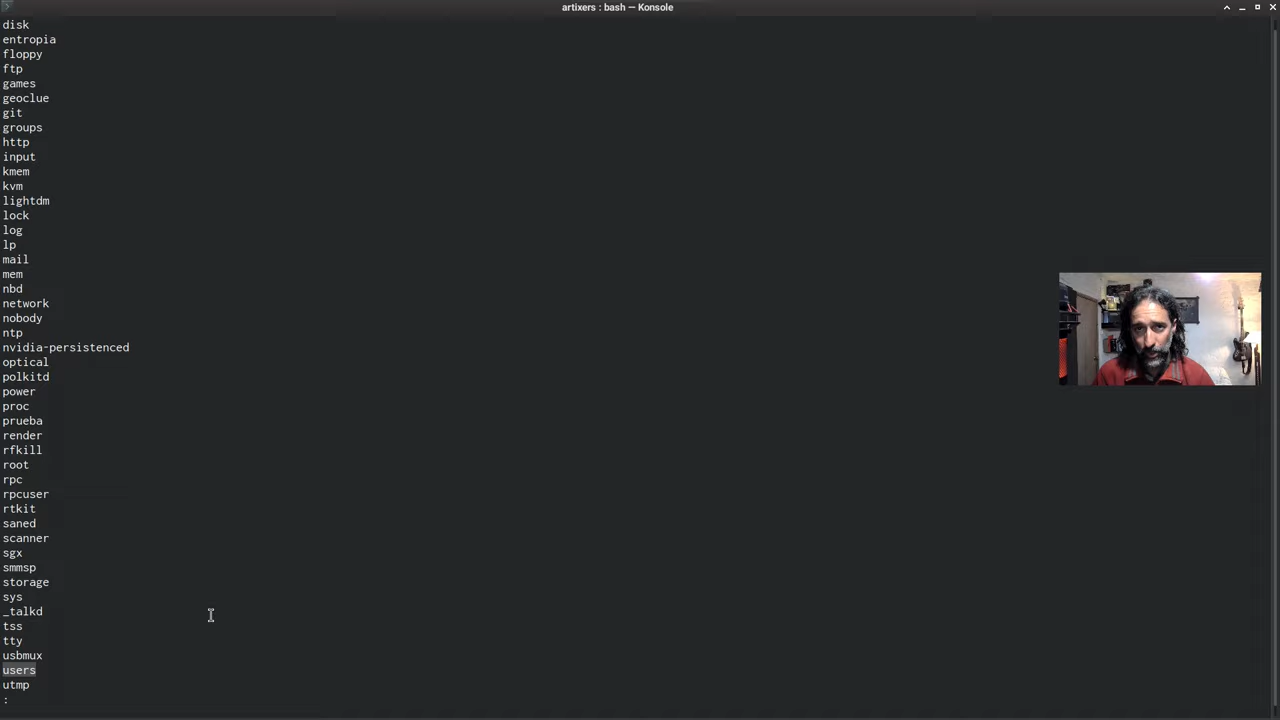 artixers : bash — Konsole
disk
entropia
floppy
ftp
games
geoclue
git
groups
http
input
kmem
kvm
lightdm
lock
log
lp
mail
mem
nbd
network
nobody
ntp
nvidia-persistenced
optical
polkitd
power
proc
prueba
render
rfkill
root
rpc
rpcuser
rtkit
saned
scanner
sgx
smmsp
storage
sys
_talkd
tss
tty
usbmux
users
utmp
: